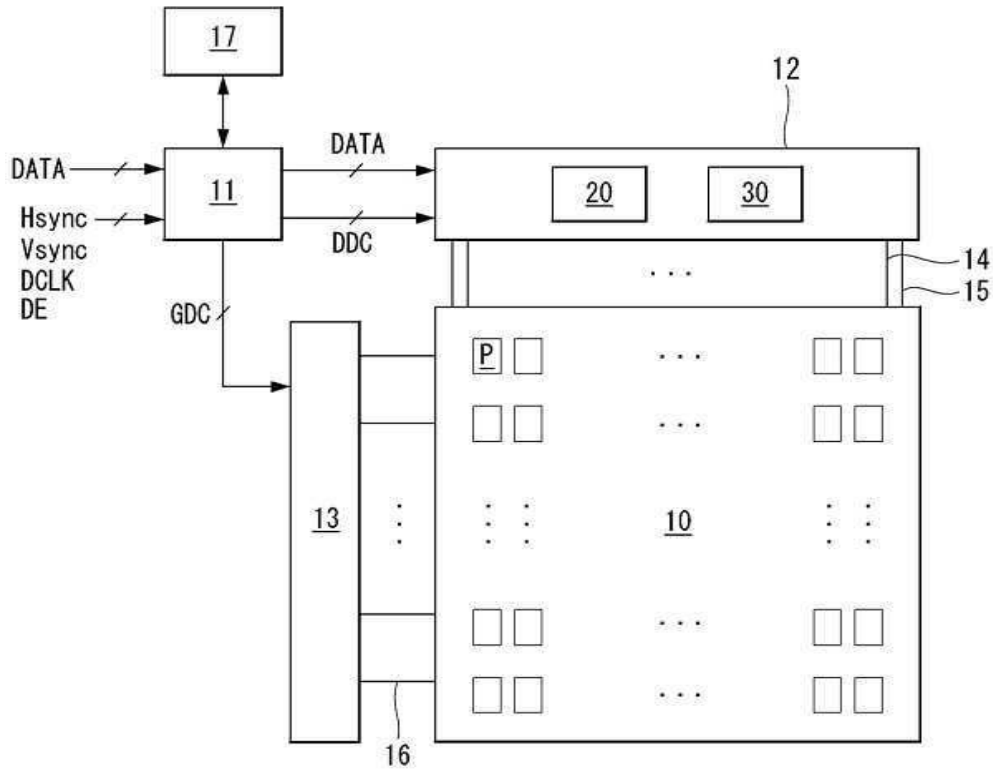 17
12
DATA
DATA
11
20
30
Hsync
DDC
Vsync
14
DCLK
15
DE
GDC
P
13
10
16